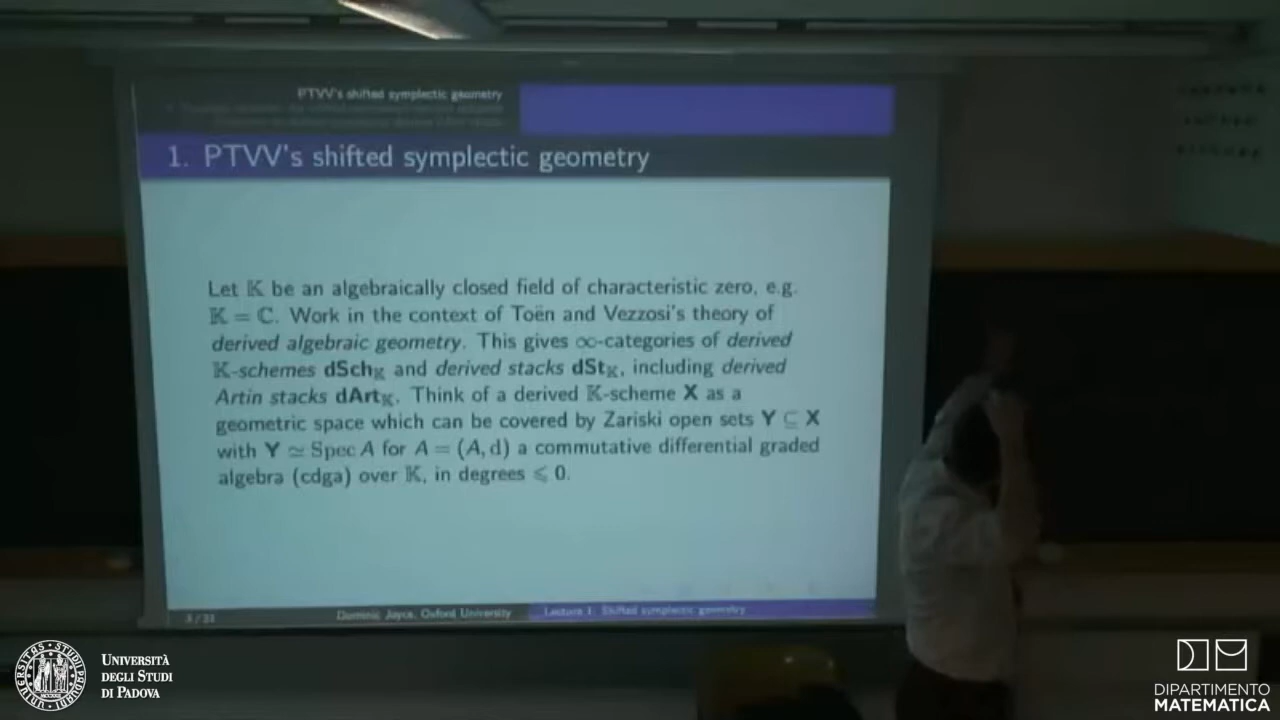 PTVV's shifted symplectic geometry
1. PTVV's shifted symplectic geometry
Let 𝕂 be an algebraically closed field of characteristic zero, e.g.
𝕂 = ℂ. Work in the context of Toën and Vezzosi's theory of
derived algebraic geometry. This gives ∞-categories of derived
𝕂-schemes dSch𝕂 and derived stacks dSt𝕂, including derived
Artin stacks dArt𝕂. Think of a derived 𝕂-scheme X as a
geometric space which can be covered by Zariski open sets Y ⊆ X
with Y ≃ Spec A for A = (A, d) a commutative differential graded
algebra (cdga) over 𝕂, in degrees ⩽ 0.
3 / 31 Dominic Joyce, Oxford University Lecture 1: Shifted symplectic geometry
UNIVERSITÀ
DEGLI STUDI
DI PADOVA
DIPARTIMENTO
MATEMATICA